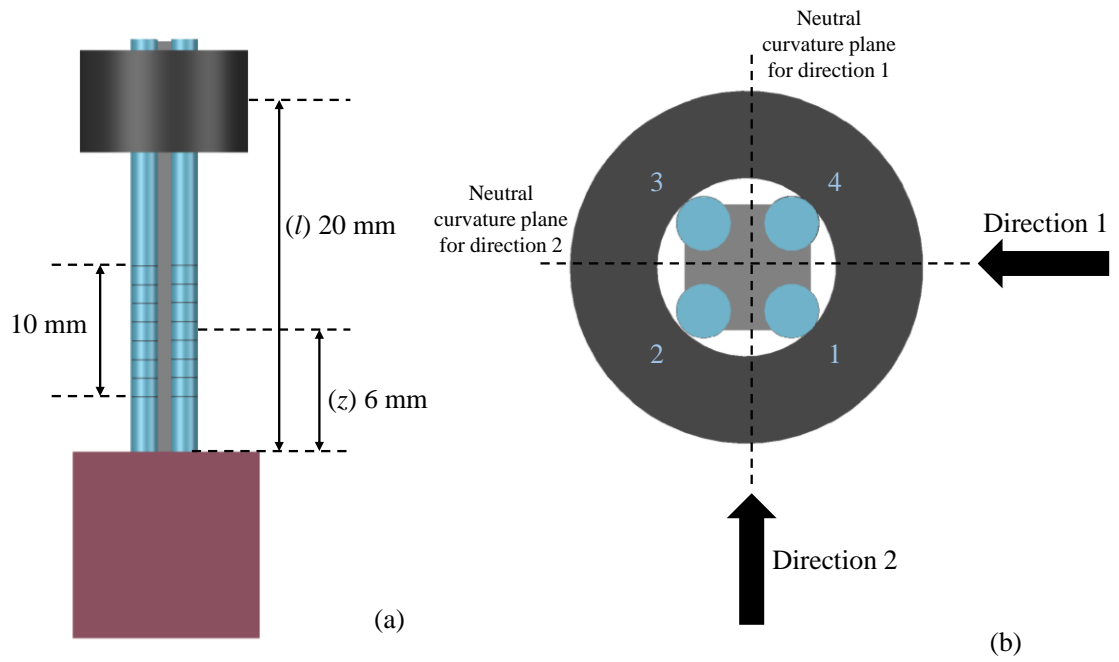 (l) 20 mm
10 mm
(z) 6 mm
(a)
Neutral
curvature plane
for direction 1
Neutral
curvature plane
for direction 2
3
4
2
1
Direction 1
Direction 2
(b)